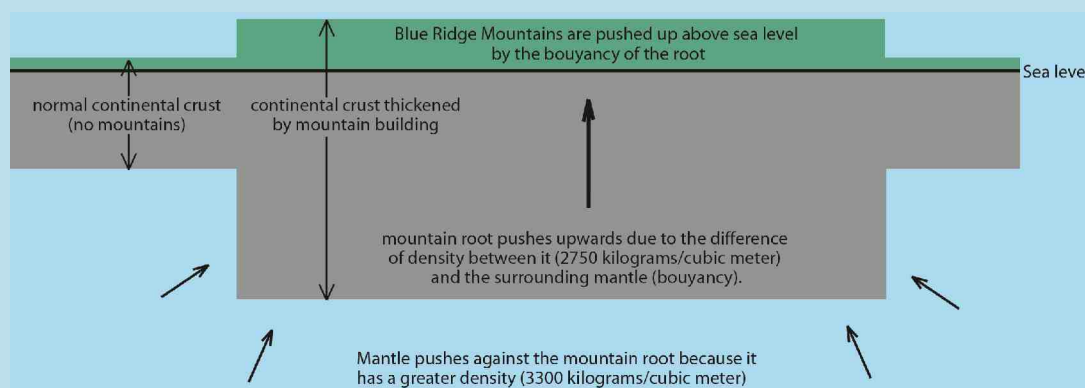 Blue Ridge Mountains are pushed up above sea level
by the bouyancy of the root
Sea level
normal continental crust
(no mountains)
continental crust thickened
by mountain building
mountain root pushes upwards due to the difference
of density between it (2750 kilograms/cubic meter)
and the surrounding mantle (bouyancy).
Mantle pushes against the mountain root because it
has a greater density (3300 kilograms/cubic meter)